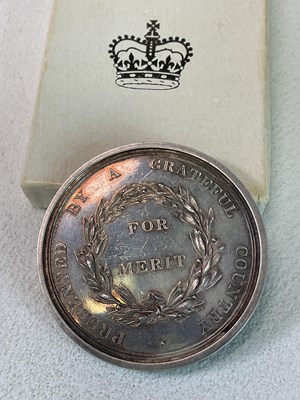 PRESENTED BY A GRATEFUL COUNTRY
FOR
MERIT